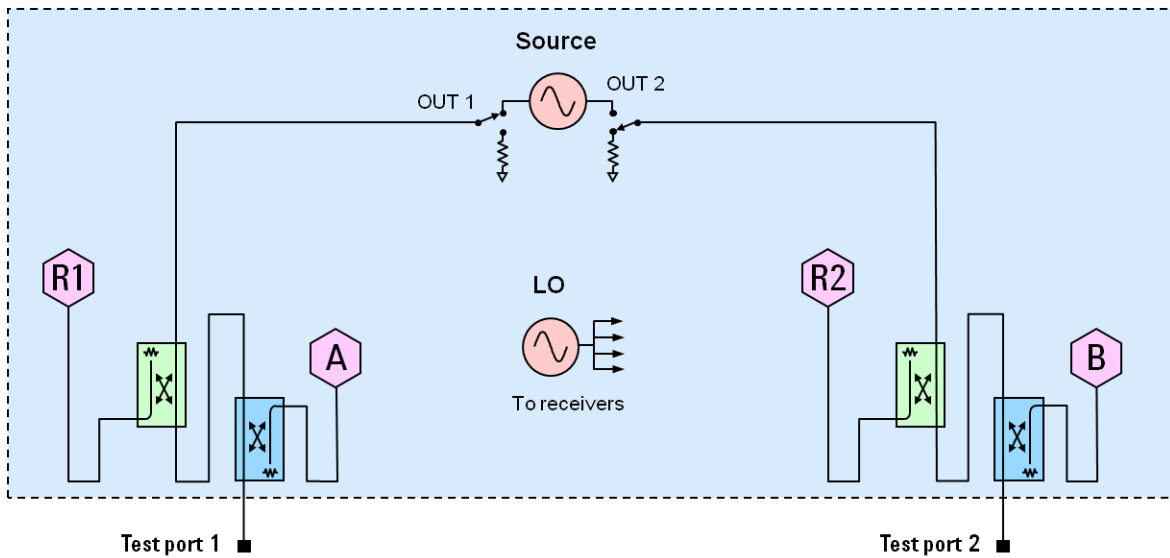 Source
OUT 1
OUT 2
R1
R2
LO
A
B
To receivers
Test port 1
Test port 2